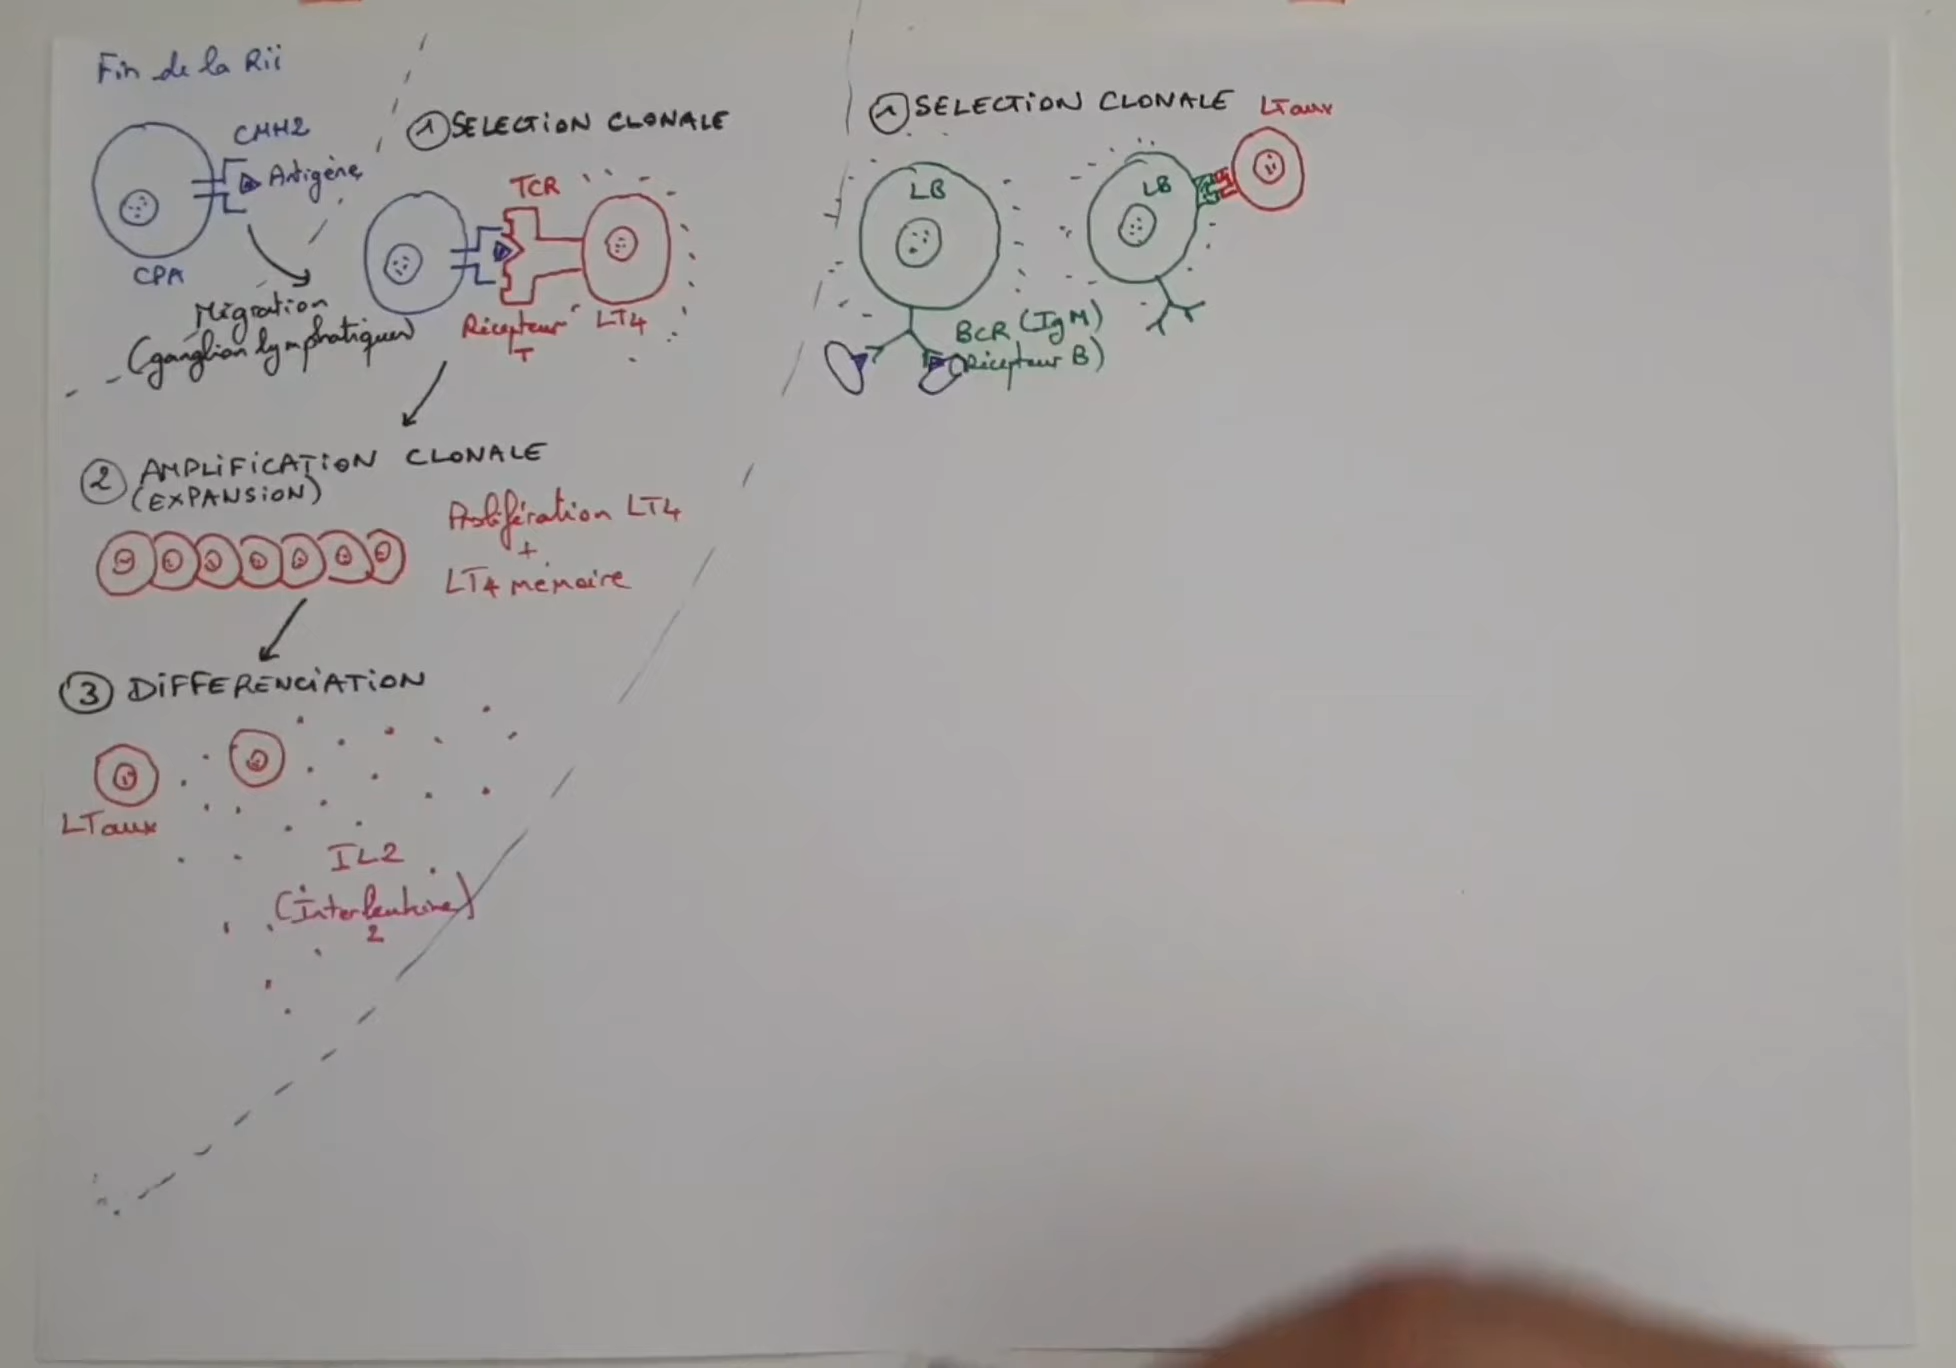 Fin de la Rii
CMH2
Antigène
CPA
Migration
(ganglion lymphatiques)
① SELECTION CLONALE
TCR
Récepteur
T
LT4
② AMPLIFICATION CLONALE
(EXPANSION)
Prolifération LT4
+
LT4 mémoire
③ DIFFERENCIATION
LTaux
IL2
(Interleukine)
2
① SELECTION CLONALE
LTaux
LB
LB
BCR (IgM)
(Récepteur B)